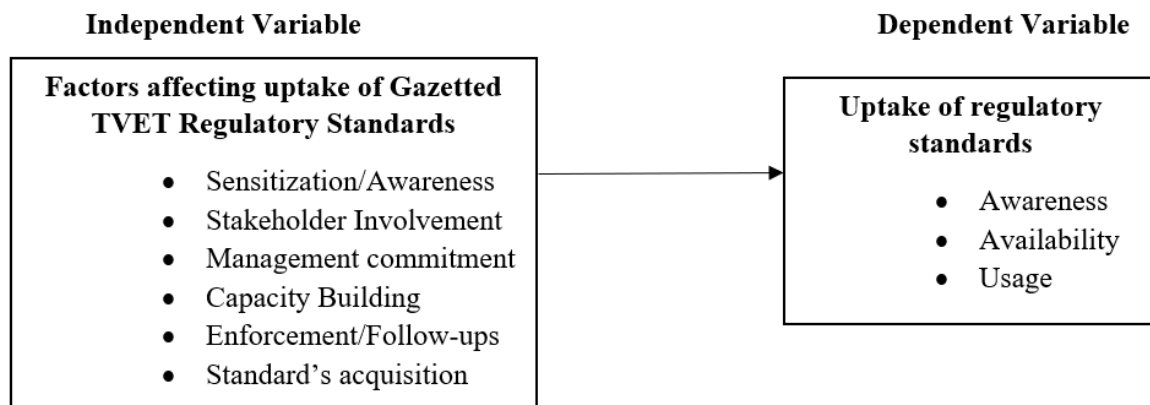 Independent Variable
Factors affecting uptake of Gazetted
TVET Regulatory Standards
• Sensitization/Awareness
• Stakeholder Involvement
• Management commitment
• Capacity Building
• Enforcement/Follow-ups
• Standard’s acquisition
Dependent Variable
Uptake of regulatory
standards
• Awareness
• Availability
• Usage